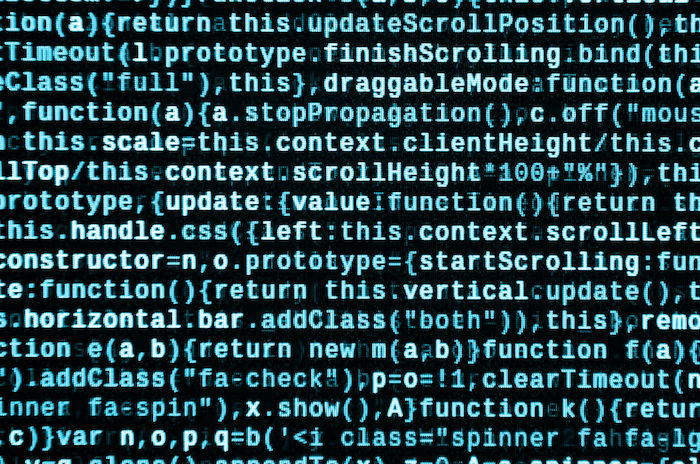 ion(a){return this.updateScrollPosition(),th
Timeout(l prototype.finishScrolling.bind(thi
eClass("full"),this},draggableMode:function(a
",function(a){a.stopPropagation(),c.off("mous
this.scale=this.context.clientHeight/this.c
llTop/this.context.scrollHeight*100+"%"}),thi
prototype,{update:{value:function(){return th
this.handle.css({left:this.context.scrollLeft
constructor=n,o.prototype={startScrolling:fun
te:function(){return this.vertical.update(),t
s.horizontal.bar.addClass("both")),this},remo
ction e(a,b){return new m(a,b)}function f(a){
").addClass("fa-check"),p=o=!1,clearTimeout(n
inner fa-spin"),x.show(),A}function k(){retur
,c)}var n,o,p,q=b('<i class="spinner fa fa-lg